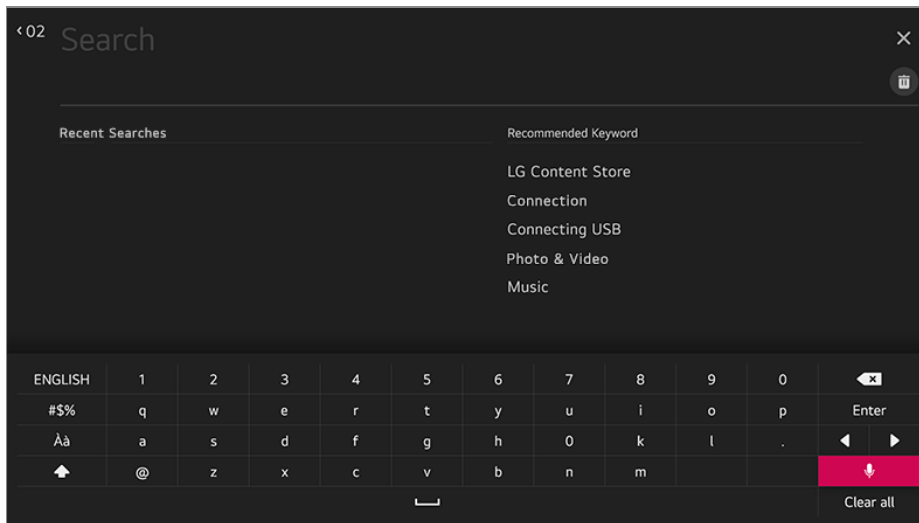 ‹ 02 Search
Recent Searches
Recommended Keyword
LG Content Store
Connection
Connecting USB
Photo & Video
Music
ENGLISH 1 2 3 4 5 6 7 8 9 0
#$% q w e r t y u i o p Enter
Àà a s d f g h 0 k l .
@ z x c v b n m
Clear all